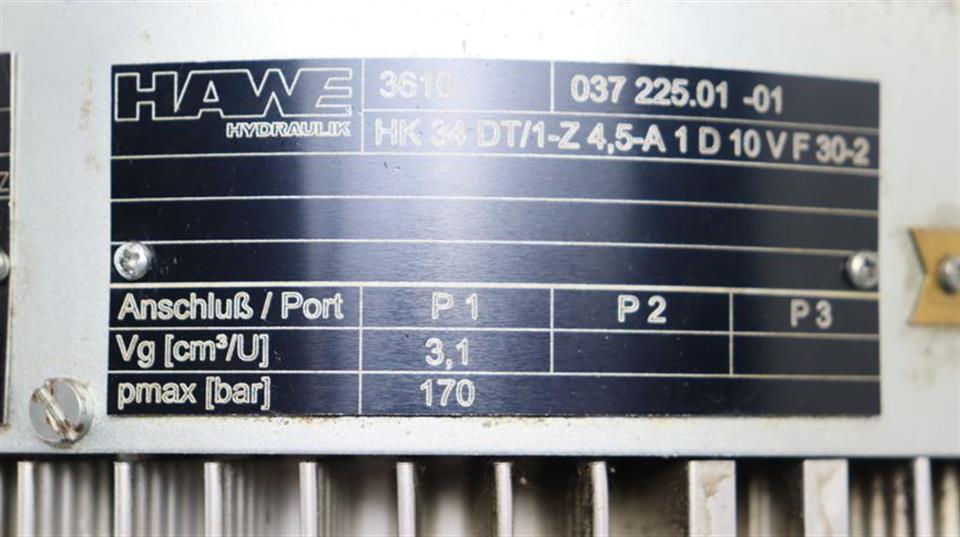 HAWE 3610 037 225.01 -01
HYDRAULIK
HK 34 DT/1-Z 4,5-A 1 D 10 V F 30-2
Anschluß / Port P 1 P 2 P 3
Vg [cm³/U] 3,1
pmax [bar] 170